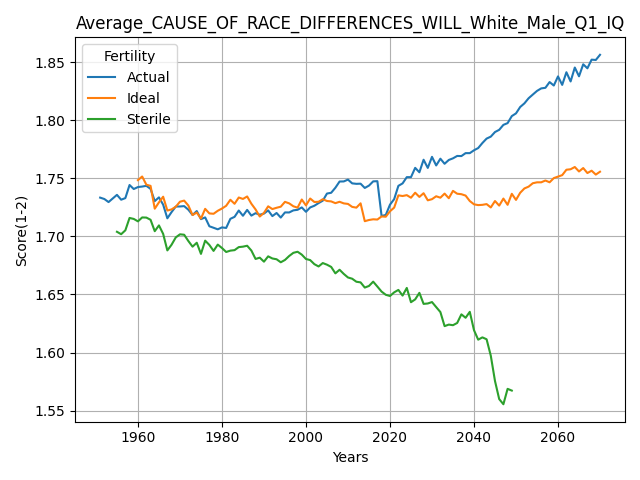 Average_CAUSE_OF_RACE_DIFFERENCES_WILL_White_Male_Q1_IQ
Fertility
Actual
Ideal
Sterile
Score(1-2)
1.85
1.80
1.75
1.70
1.65
1.60
1.55
1960 1980 2000 2020 2040 2060
Years